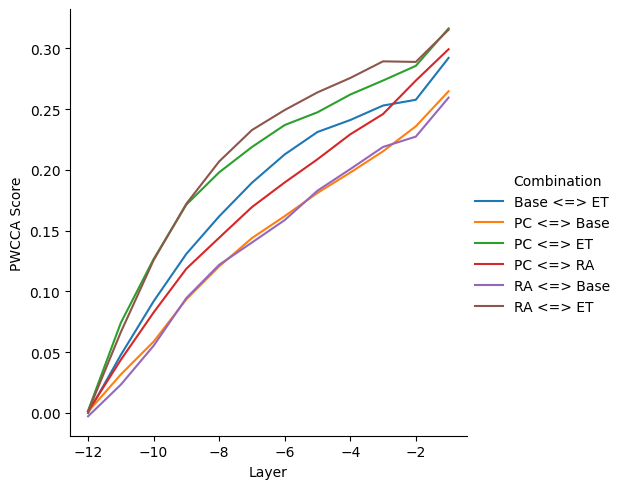 0.30
0.25
0.20
0.15
0.10
0.05
0.00
PWCCA Score
−12
−10
−8
−6
−4
−2
Layer
Combination
Base <=> ET
PC <=> Base
PC <=> ET
PC <=> RA
RA <=> Base
RA <=> ET